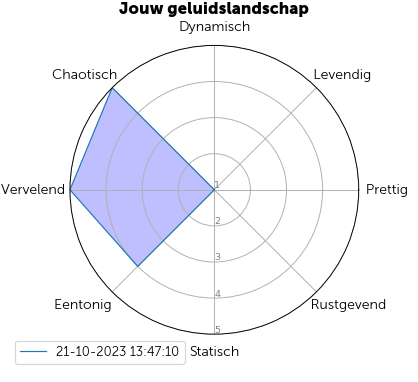 Jouw geluidslandschap
Dynamisch
Chaotisch
Levendig
Vervelend
1
Prettig
2
3
4
5
Eentonig
Rustgevend
21-10-2023 13:47:10
Statisch